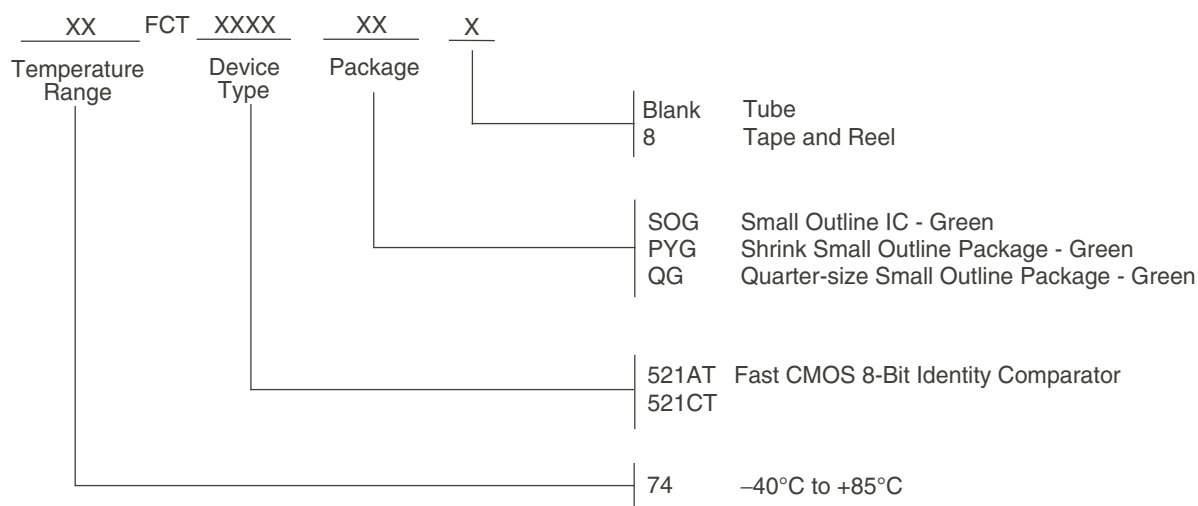 XX FCT XXXX XX X
Temperature Range
Device Type
Package
Blank Tube
8 Tape and Reel
SOG Small Outline IC - Green
PYG Shrink Small Outline Package - Green
QG Quarter-size Small Outline Package - Green
521AT Fast CMOS 8-Bit Identity Comparator
521CT
74 –40°C to +85°C